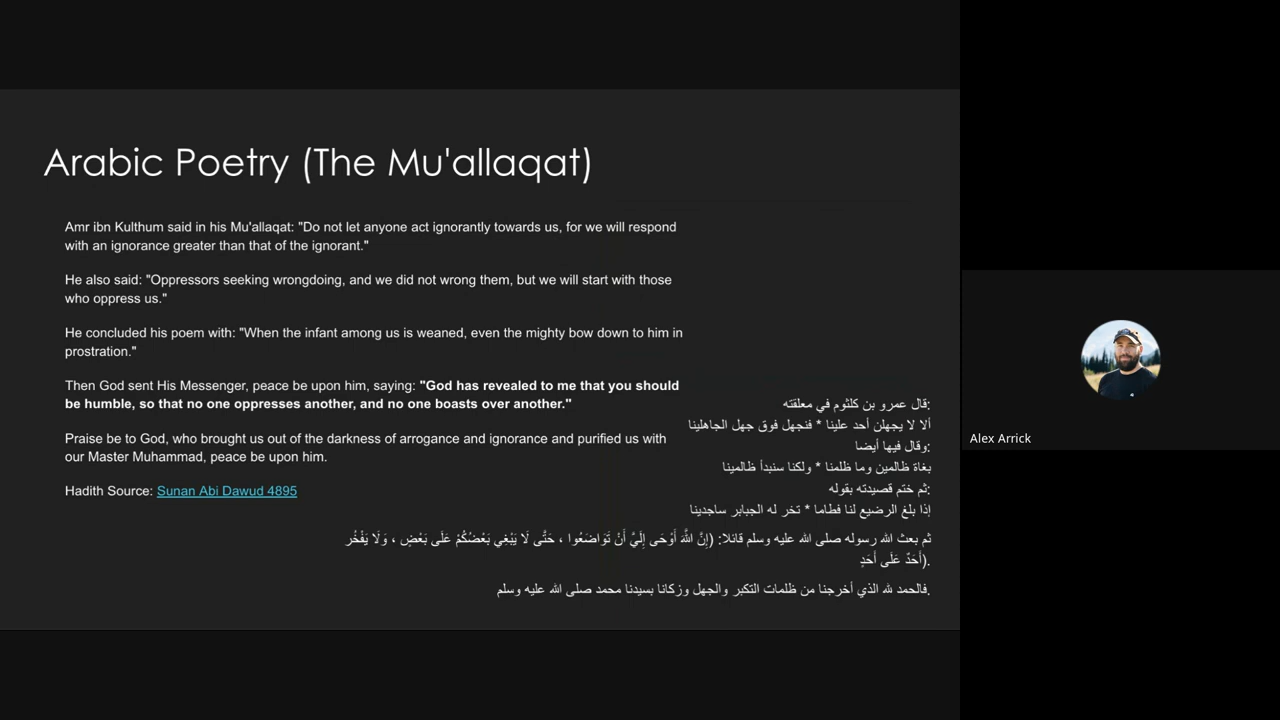 Arabic Poetry (The Mu'allaqat)
Amr ibn Kulthum said in his Mu'allaqat: "Do not let anyone act ignorantly towards us, for we will respond
with an ignorance greater than that of the ignorant."
He also said: "Oppressors seeking wrongdoing, and we did not wrong them, but we will start with those
who oppress us."
He concluded his poem with: "When the infant among us is weaned, even the mighty bow down to him in
prostration."
Then God sent His Messenger, peace be upon him, saying: "God has revealed to me that you should
be humble, so that no one oppresses another, and no one boasts over another."
Praise be to God, who brought us out of the darkness of arrogance and ignorance and purified us with
our Master Muhammad, peace be upon him.
Hadith Source: Sunan Abi Dawud 4895
:قال عمرو بن كلثوم في معلقته
ألا لا يجهلن أحد علينا * فنجهل فوق جهل الجاهلينا
:وقال فيها أيضا
بغاة ظالمين وما ظلمنا * ولكنا سنبدأ ظالمينا
:ثم ختم قصيدته بقوله
إذا بلغ الرضيع لنا فطاما * تخر له الجبابر ساجدينا
ثم بعث الله رسوله صلى الله عليه وسلم قائلا: (إِنَّ اللَّهَ أَوْحَى إِلَيَّ أَنْ تَوَاضَعُوا ، حَتَّى لَا يَبْغِيَ بَعْضُكُمْ عَلَى بَعْضٍ ، وَلَا يَفْخُر
.(أَحَدٌ عَلَى أَحَدٍ
.فالحمد لله الذي أخرجنا من ظلمات التكبر والجهل وزكانا بسيدنا محمد صلى الله عليه وسلم
Alex Arrick